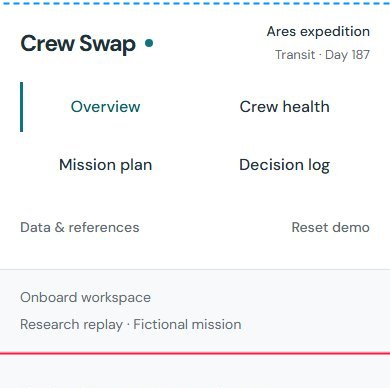 Crew Swap
Ares expedition
Transit · Day 187
Overview
Crew health
Mission plan
Decision log
Data & references
Reset demo
Onboard workspace
Research replay · Fictional mission